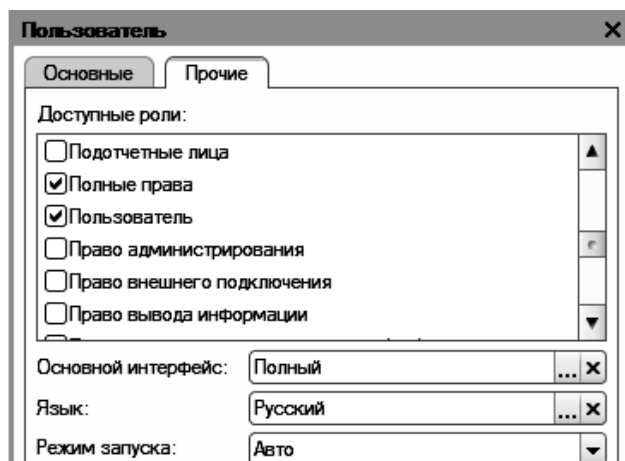 Пользователь
Основные Прочие
Доступные роли:
Подотчетные лица
Полные права
Пользователь
Право администрирования
Право внешнего подключения
Право вывода информации
Основной интерфейс: Полный ...
Язык: Русский ...
Режим запуска: Авто